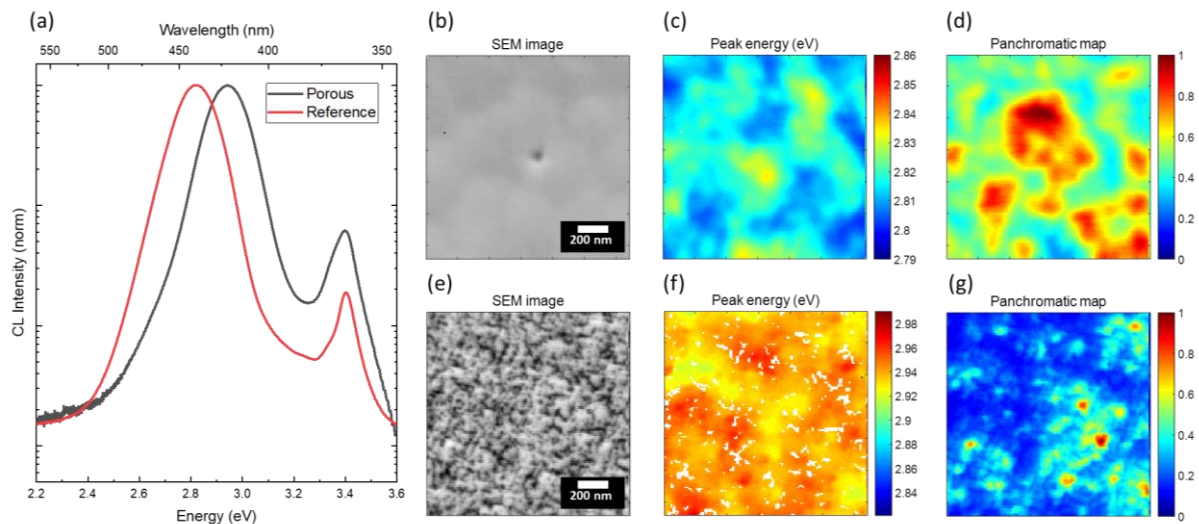 (a)
Wavelength (nm)
550 500 450 400 350
Porous
Reference
CL Intensity (norm)
2.2 2.4 2.6 2.8 3.0 3.2 3.4 3.6
Energy (eV)
(b)
SEM image
200 nm
(c)
Peak energy (eV)
2.86
2.85
2.84
2.83
2.82
2.81
2.8
2.79
(d)
Panchromatic map
1
0.8
0.6
0.4
0.2
0
(e)
SEM image
200 nm
(f)
Peak energy (eV)
2.98
2.96
2.94
2.92
2.90
2.88
2.86
2.84
(g)
Panchromatic map
1
0.8
0.6
0.4
0.2
0